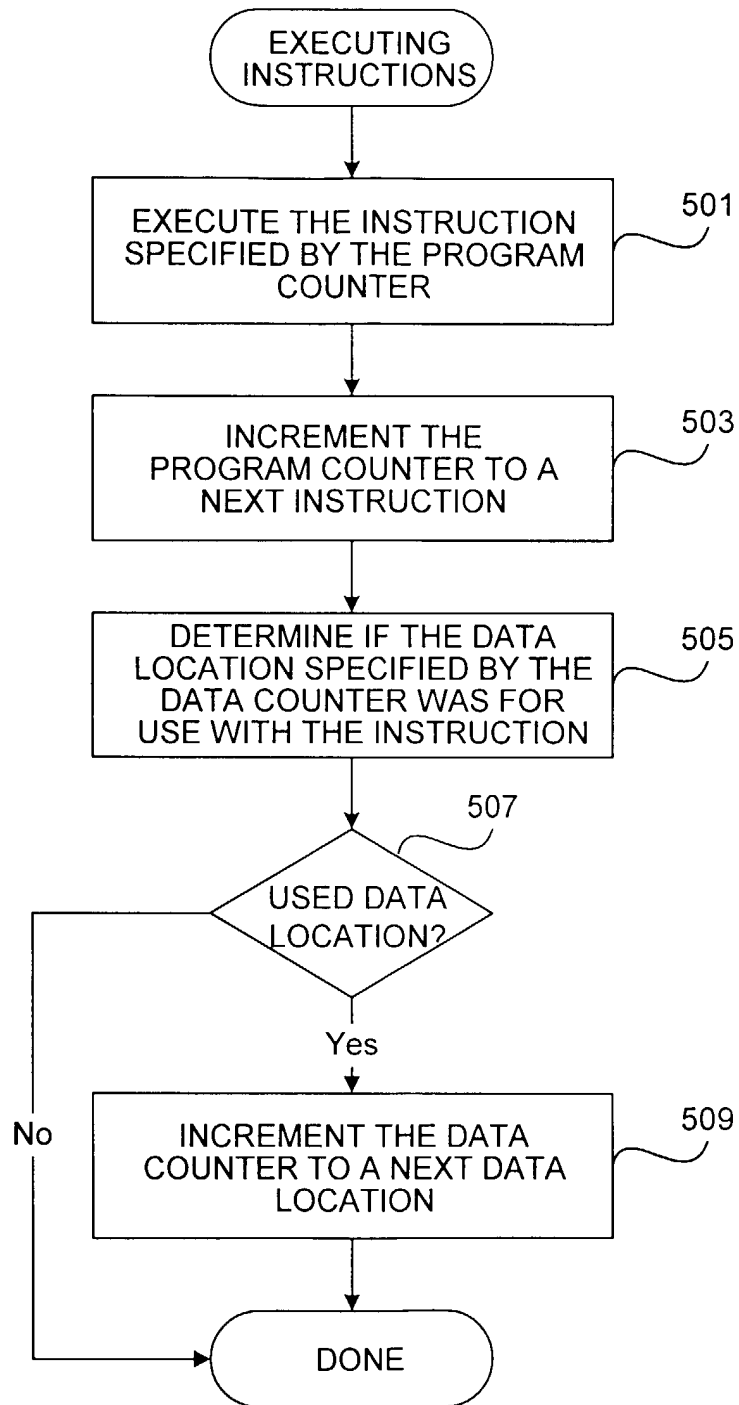 EXECUTING
INSTRUCTIONS
EXECUTE THE INSTRUCTION
SPECIFIED BY THE PROGRAM
COUNTER
501
INCREMENT THE
PROGRAM COUNTER TO A
NEXT INSTRUCTION
503
DETERMINE IF THE DATA
LOCATION SPECIFIED BY THE
DATA COUNTER WAS FOR
USE WITH THE INSTRUCTION
505
507
USED DATA
LOCATION?
Yes
No
INCREMENT THE DATA
COUNTER TO A NEXT DATA
LOCATION
509
DONE